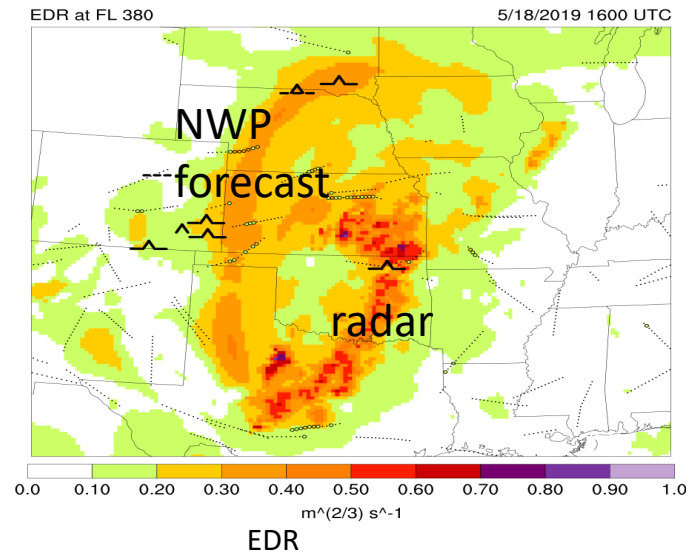 EDR at FL 380 5/18/2019 1600 UTC
NWP
forecast
radar
0.0 0.10 0.20 0.30 0.40 0.50 0.60 0.70 0.80 0.90 1.0
m^(2/3) s^-1
EDR